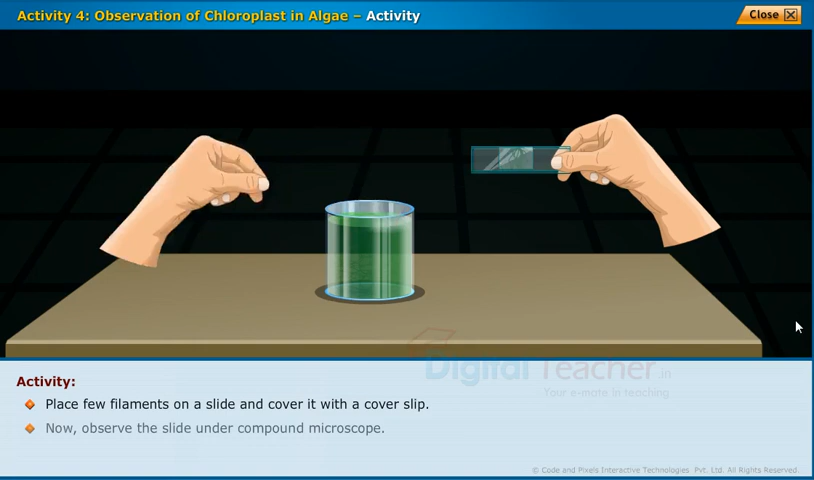 Activity 4: Observation of Chloroplast in Algae – Activity
Close
Activity:
Place few filaments on a slide and cover it with a cover slip.
Now, observe the slide under compound microscope.
Digital Teacher.in
Your e-mate in teaching
© Code and Pixels Interactive Technologies Pvt. Ltd. All Rights Reserved.